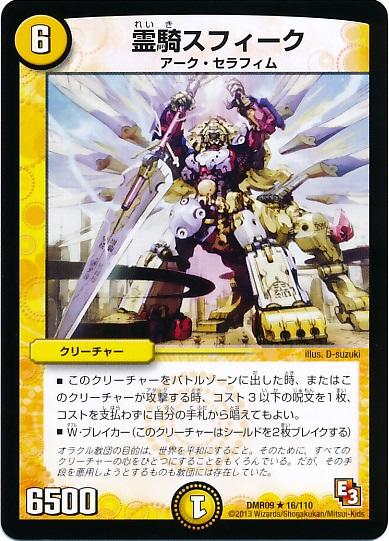 6
れいき
霊騎スフィーク
アーク・セラフィム
illus. D-suzuki
クリーチャー
■このクリーチャーをバトルゾーンに出した時、またはこ
のクリーチャーが攻撃する時、コスト3以下の呪文を1枚、
コストを支払わずに自分の手札から唱えてもよい。
■W・ブレイカー(このクリーチャーはシールドを2枚ブレイクする)
オラクル教団の目的は、世界を平和にすること。そのために、すべての
クリーチャーの心をひとつにすることをもくろんでいる。だが、その手
段を悪用しようとするものも教団には存在していた。
6500
1
DMR09★16/110
©2013 Wizards/Shogakukan/Mitsui-Kids
E3